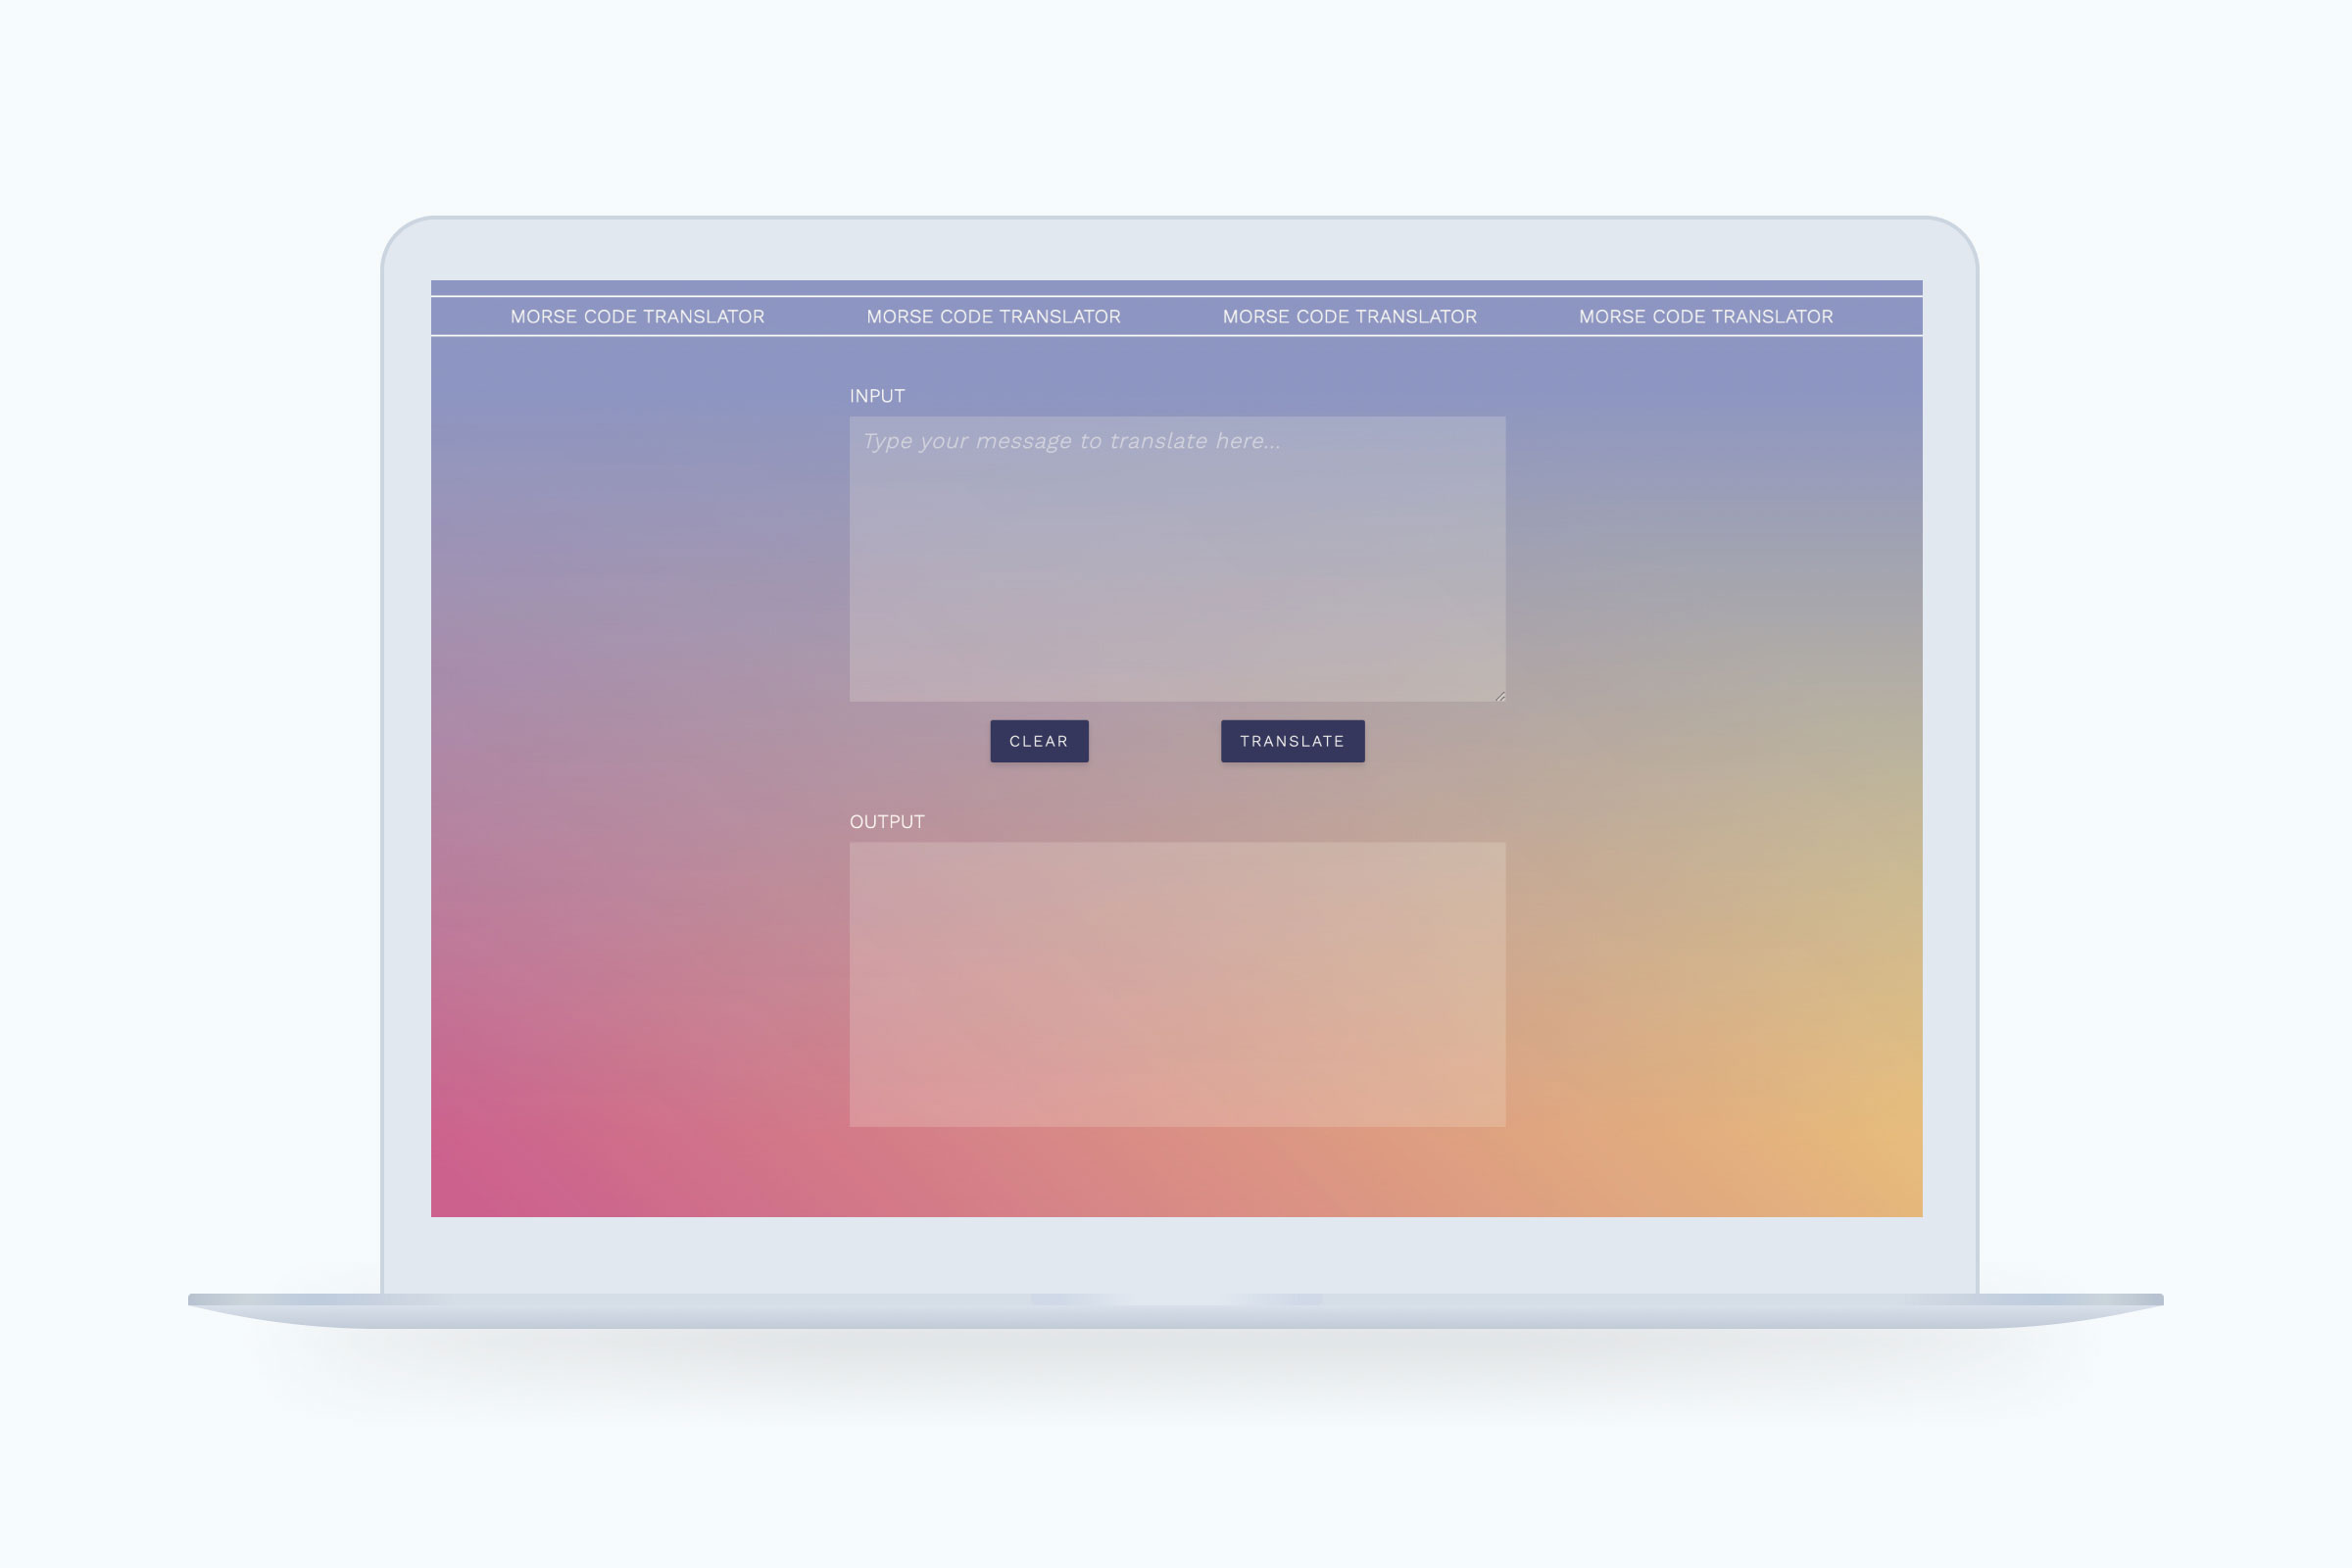 MORSE CODE TRANSLATOR MORSE CODE TRANSLATOR MORSE CODE TRANSLATOR MORSE CODE TRANSLATOR
INPUT
Type your message to translate here...
CLEAR TRANSLATE
OUTPUT